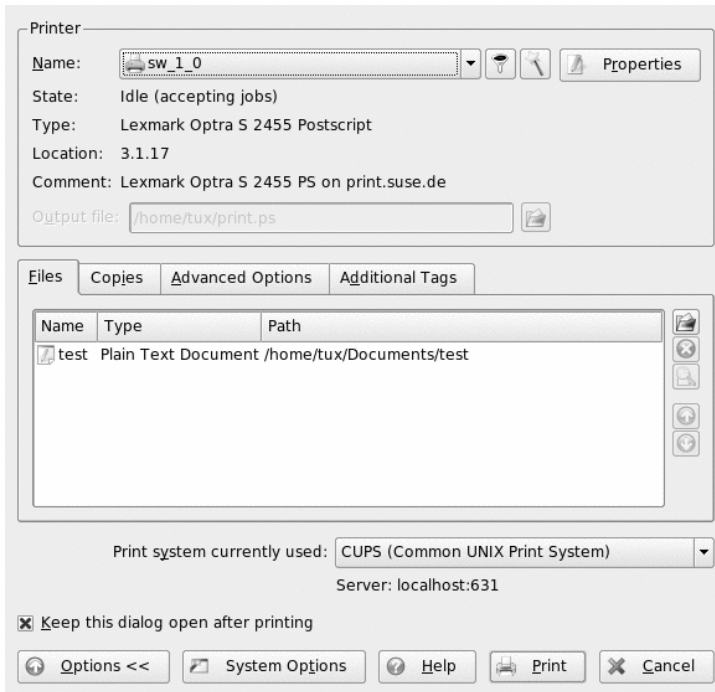 Printer
Name: sw_1_0 Properties
State: Idle (accepting jobs)
Type: Lexmark Optra S 2455 Postscript
Location: 3.1.17
Comment: Lexmark Optra S 2455 PS on print.suse.de
Output file: /home/tux/print.ps
Files Copies Advanced Options Additional Tags
Name Type Path
test Plain Text Document /home/tux/Documents/test
Print system currently used: CUPS (Common UNIX Print System)
Server: localhost:631
Keep this dialog open after printing
Options << System Options Help Print Cancel